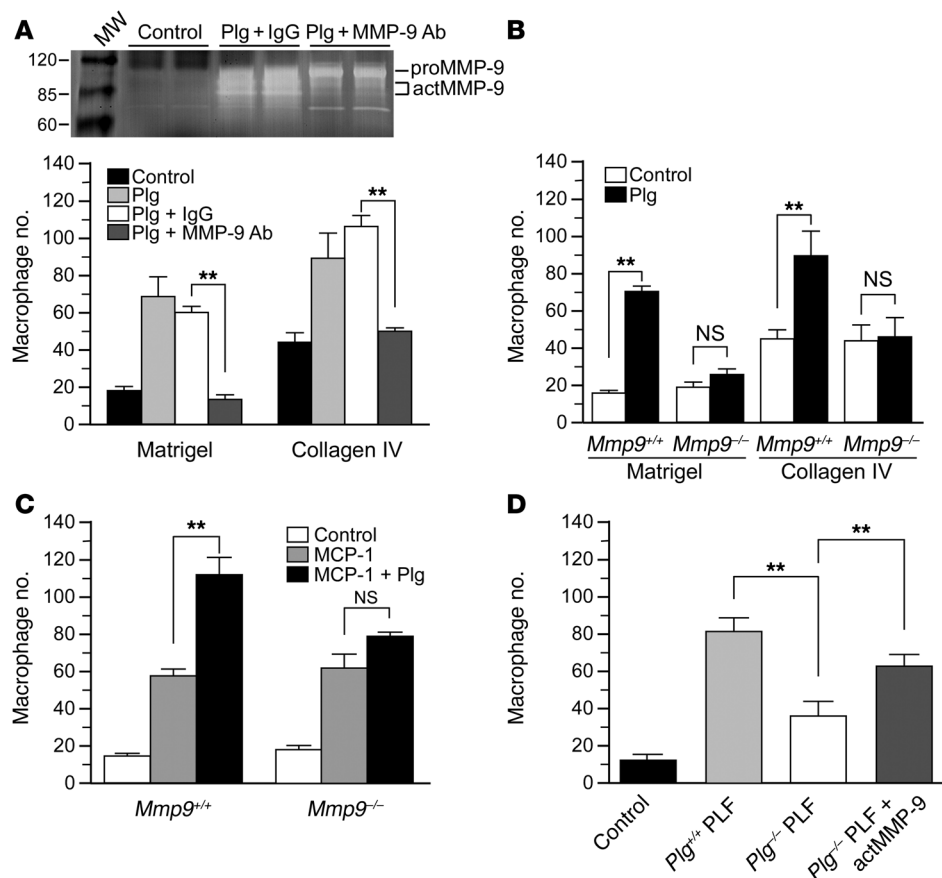 A
MW
Control
Plg + IgG
Plg + MMP-9 Ab
120
85
60
proMMP-9
actMMP-9
Macrophage no.
140
120
100
80
60
40
20
0
Control
Plg
Plg + IgG
Plg + MMP-9 Ab
**
**
Matrigel
Collagen IV
B
Macrophage no.
140
120
100
80
60
40
20
0
Control
Plg
**
NS
**
NS
Mmp9+/+
Mmp9–/–
Mmp9+/+
Mmp9–/–
Matrigel
Collagen IV
C
Macrophage no.
140
120
100
80
60
40
20
0
**
Control
MCP-1
MCP-1 + Plg
NS
Mmp9+/+
Mmp9–/–
D
Macrophage no.
140
120
100
80
60
40
20
0
**
**
Control
Plg+/+ PLF
Plg–/– PLF
Plg–/– PLF +
actMMP-9